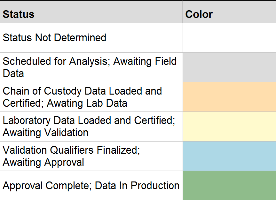 Status Color
Status Not Determined
Scheduled for Analysis; Awaiting Field
Data
Chain of Custody Data Loaded and
Certified; Awaiting Lab Data
Laboratory Data Loaded and Certified;
Awaiting Validation
Validation Qualifiers Finalized;
Awaiting Approval
Approval Complete; Data In Production